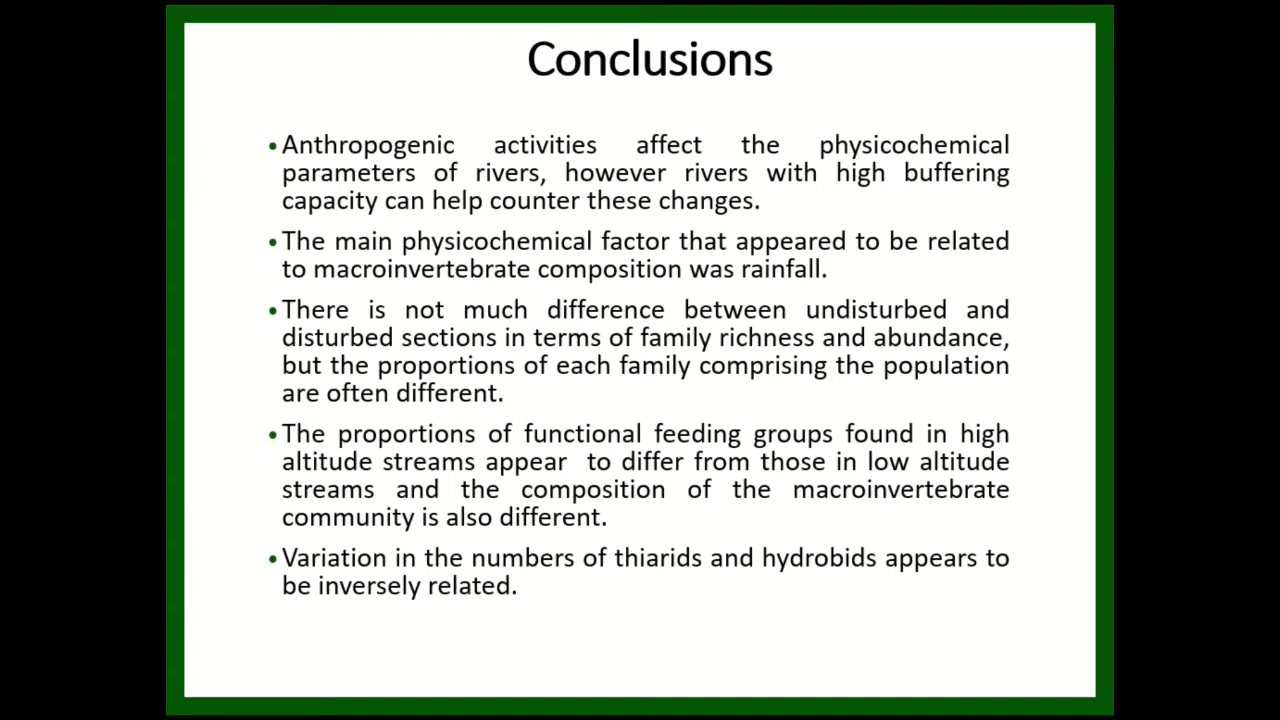 Conclusions
•Anthropogenic activities affect the physicochemical
parameters of rivers, however rivers with high buffering
capacity can help counter these changes.
•The main physicochemical factor that appeared to be related
to macroinvertebrate composition was rainfall.
•There is not much difference between undisturbed and
disturbed sections in terms of family richness and abundance,
but the proportions of each family comprising the population
are often different.
•The proportions of functional feeding groups found in high
altitude streams appear  to differ from those in low altitude
streams and the composition of the macroinvertebrate
community is also different.
•Variation in the numbers of thiarids and hydrobids appears to
be inversely related.